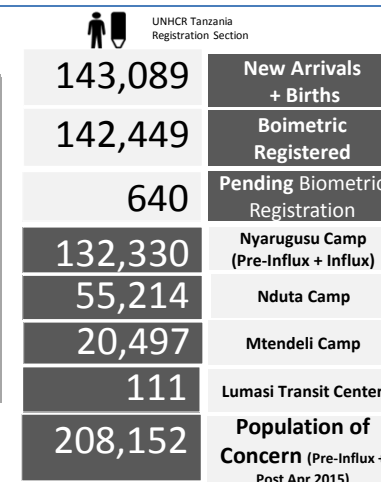 UNHCR Tanzania
Registration Section
143,089
New Arrivals
+ Births
142,449
Boimetric
Registered
640
Pending Biometric
Registration
132,330
Nyarugusu Camp
(Pre-Influx + Influx)
55,214
Nduta Camp
20,497
Mtendeli Camp
111
Lumasi Transit Center
208,152
Population of
Concern (Pre-Influx +
Post Apr 2015)